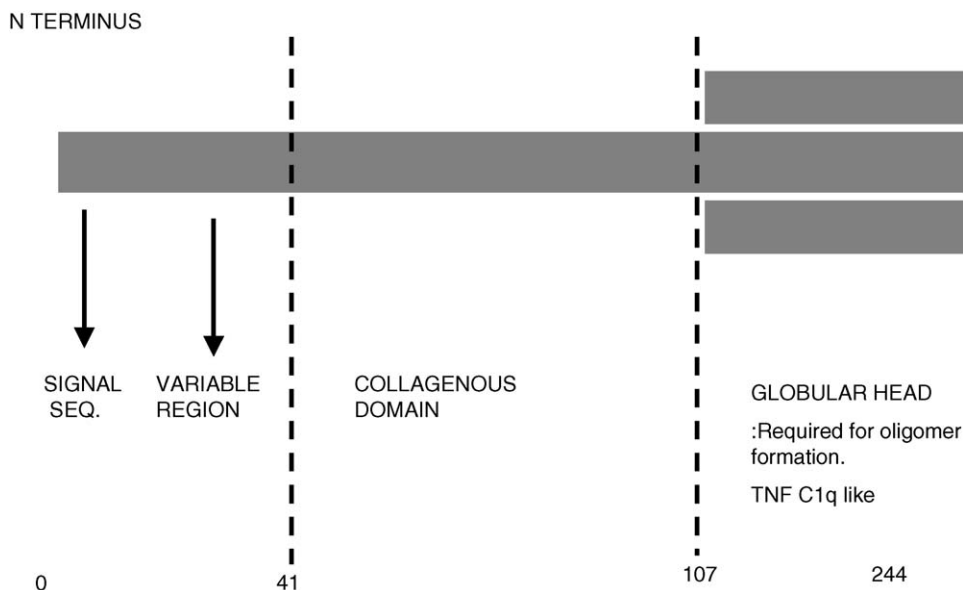 N TERMINUS
SIGNAL
SEQ.
VARIABLE
REGION
COLLAGENOUS
DOMAIN
GLOBULAR HEAD
:Required for oligomer
formation.
TNF C1q like
0
41
107
244